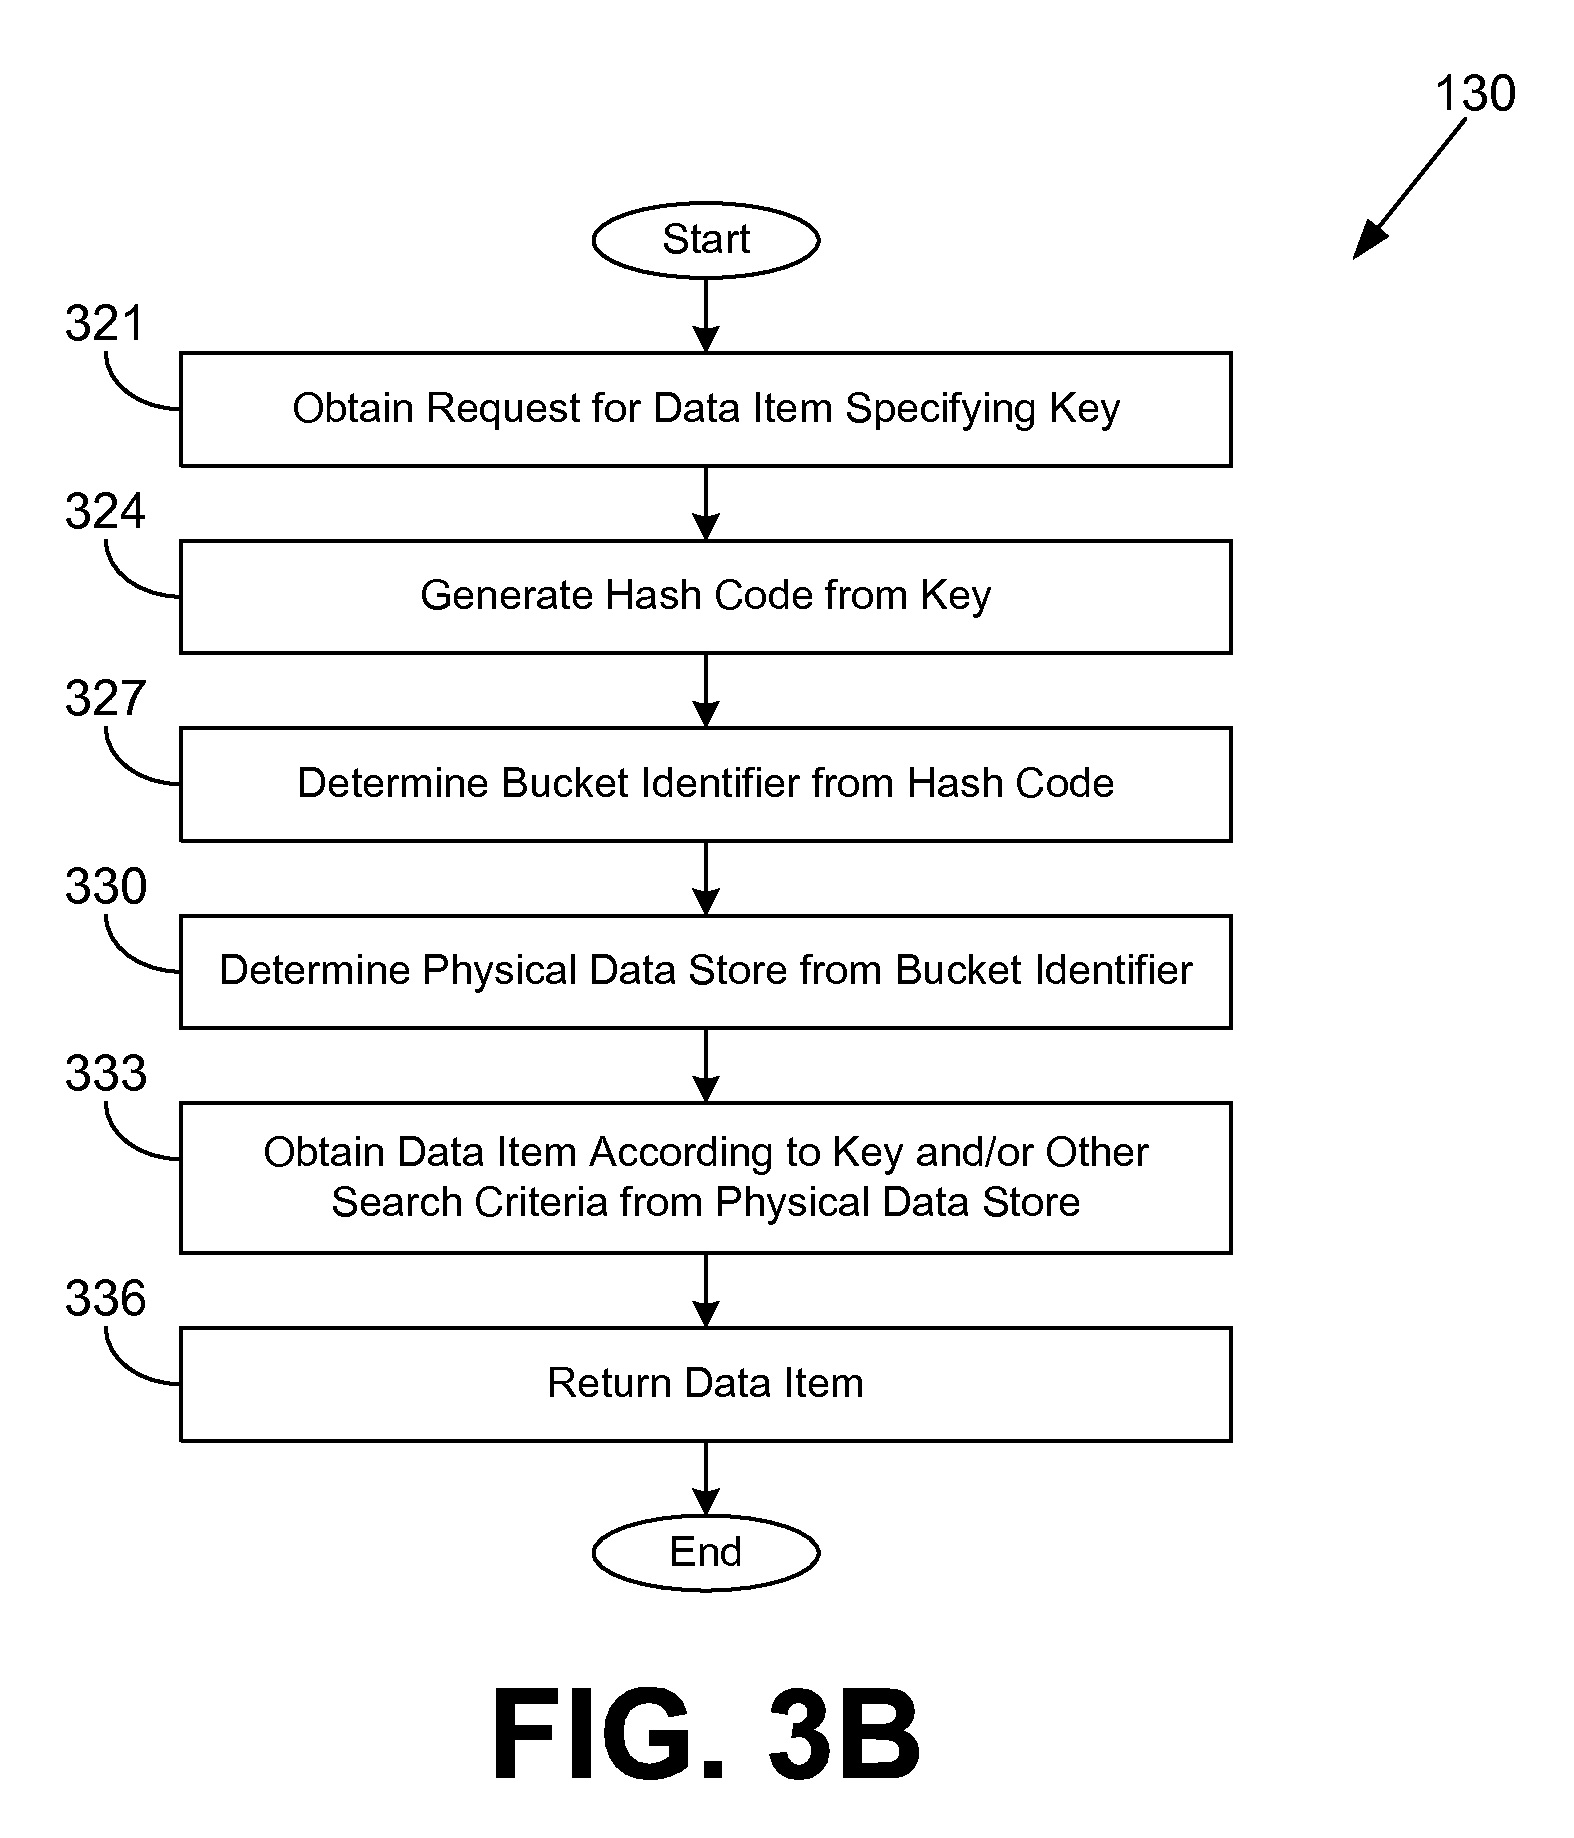 130
Start
321
Obtain Request for Data Item Specifying Key
324
Generate Hash Code from Key
327
Determine Bucket Identifier from Hash Code
330
Determine Physical Data Store from Bucket Identifier
333
Obtain Data Item According to Key and/or Other
Search Criteria from Physical Data Store
336
Return Data Item
End
FIG. 3B